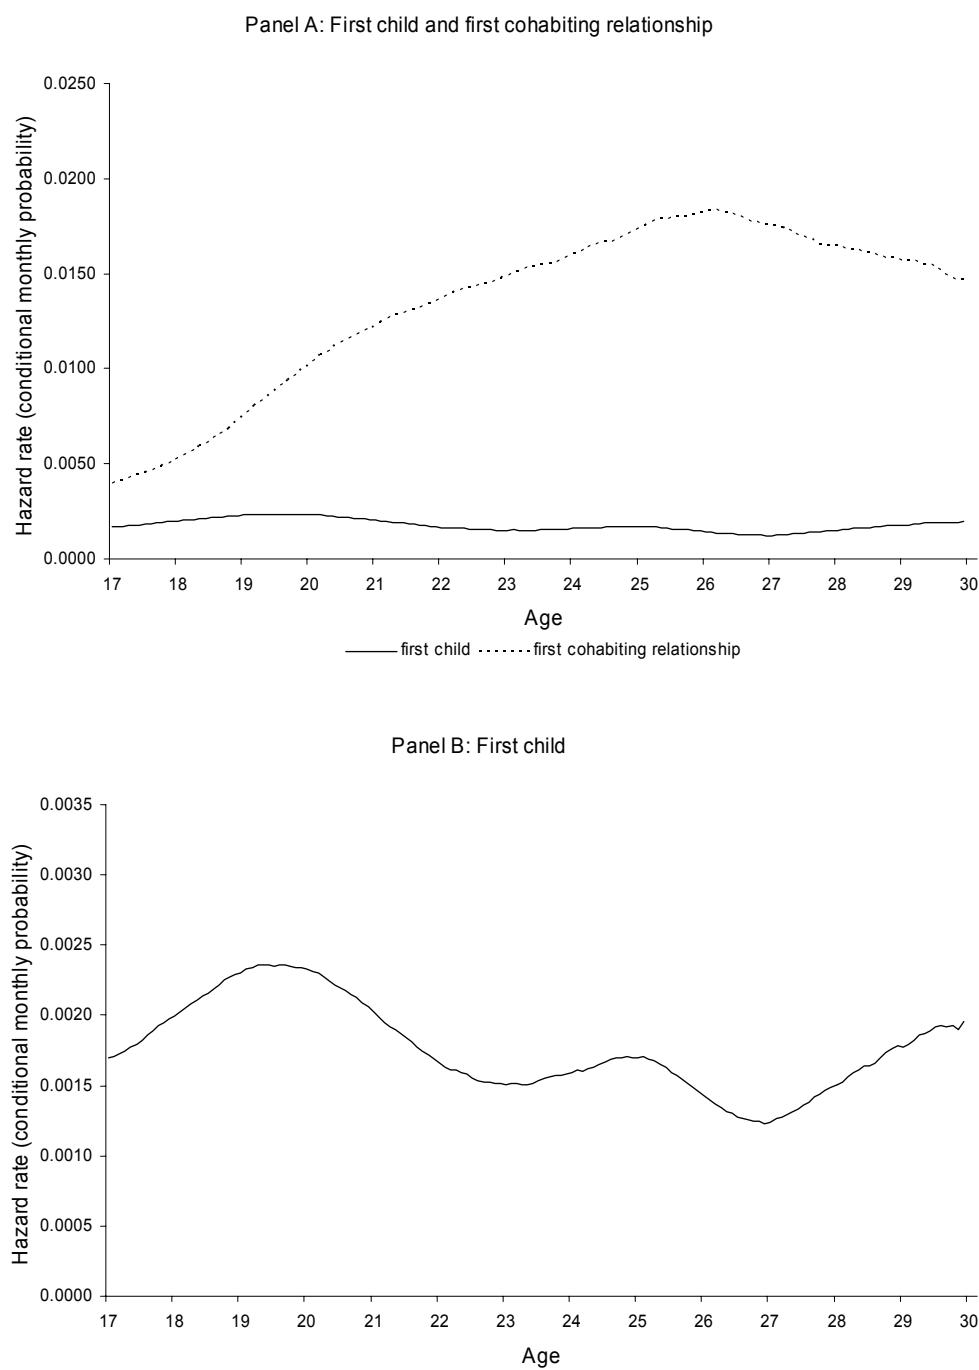 Panel A: First child and first cohabiting relationship
Hazard rate (conditional monthly probability)
0.0250
0.0200
0.0150
0.0100
0.0050
0.0000
17 18 19 20 21 22 23 24 25 26 27 28 29 30
Age
first child first cohabiting relationship
Panel B: First child
Hazard rate (conditional monthly probability)
0.0035
0.0030
0.0025
0.0020
0.0015
0.0010
0.0005
0.0000
17 18 19 20 21 22 23 24 25 26 27 28 29 30
Age